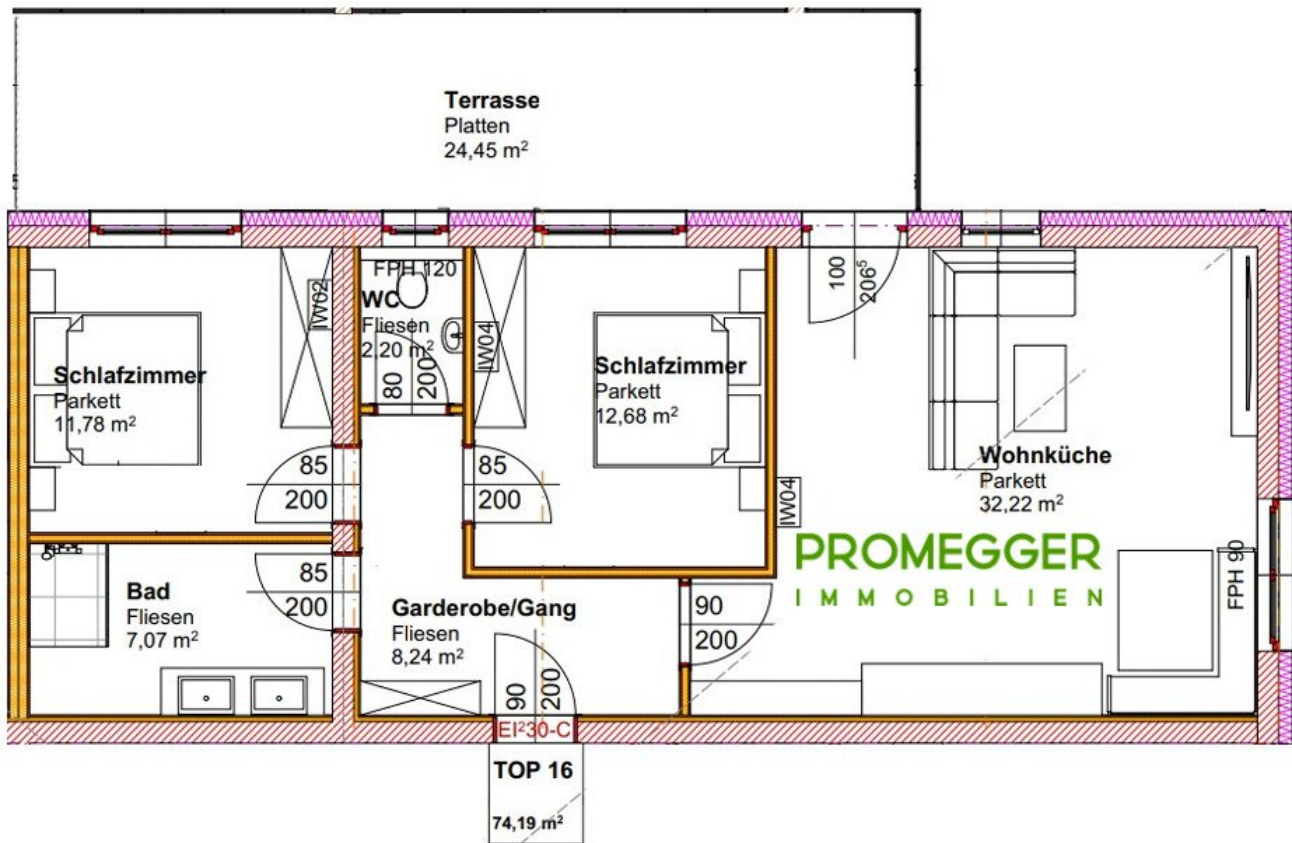 Terrasse
Platten
24,45 m²
FPH 120
WC
Fliesen
2,20 m²
80
200
IW02
IW04
Schlafzimmer
Parkett
11,78 m²
Schlafzimmer
Parkett
12,68 m²
100
206⁵
Wohnküche
Parkett
32,22 m²
85
200
85
200
IW04
PROMEGGER
IMMOBILIEN
FPH 90
Bad
Fliesen
7,07 m²
85
200
Garderobe/Gang
Fliesen
8,24 m²
90
200
90
200
EI²30-C
TOP 16
74,19 m²